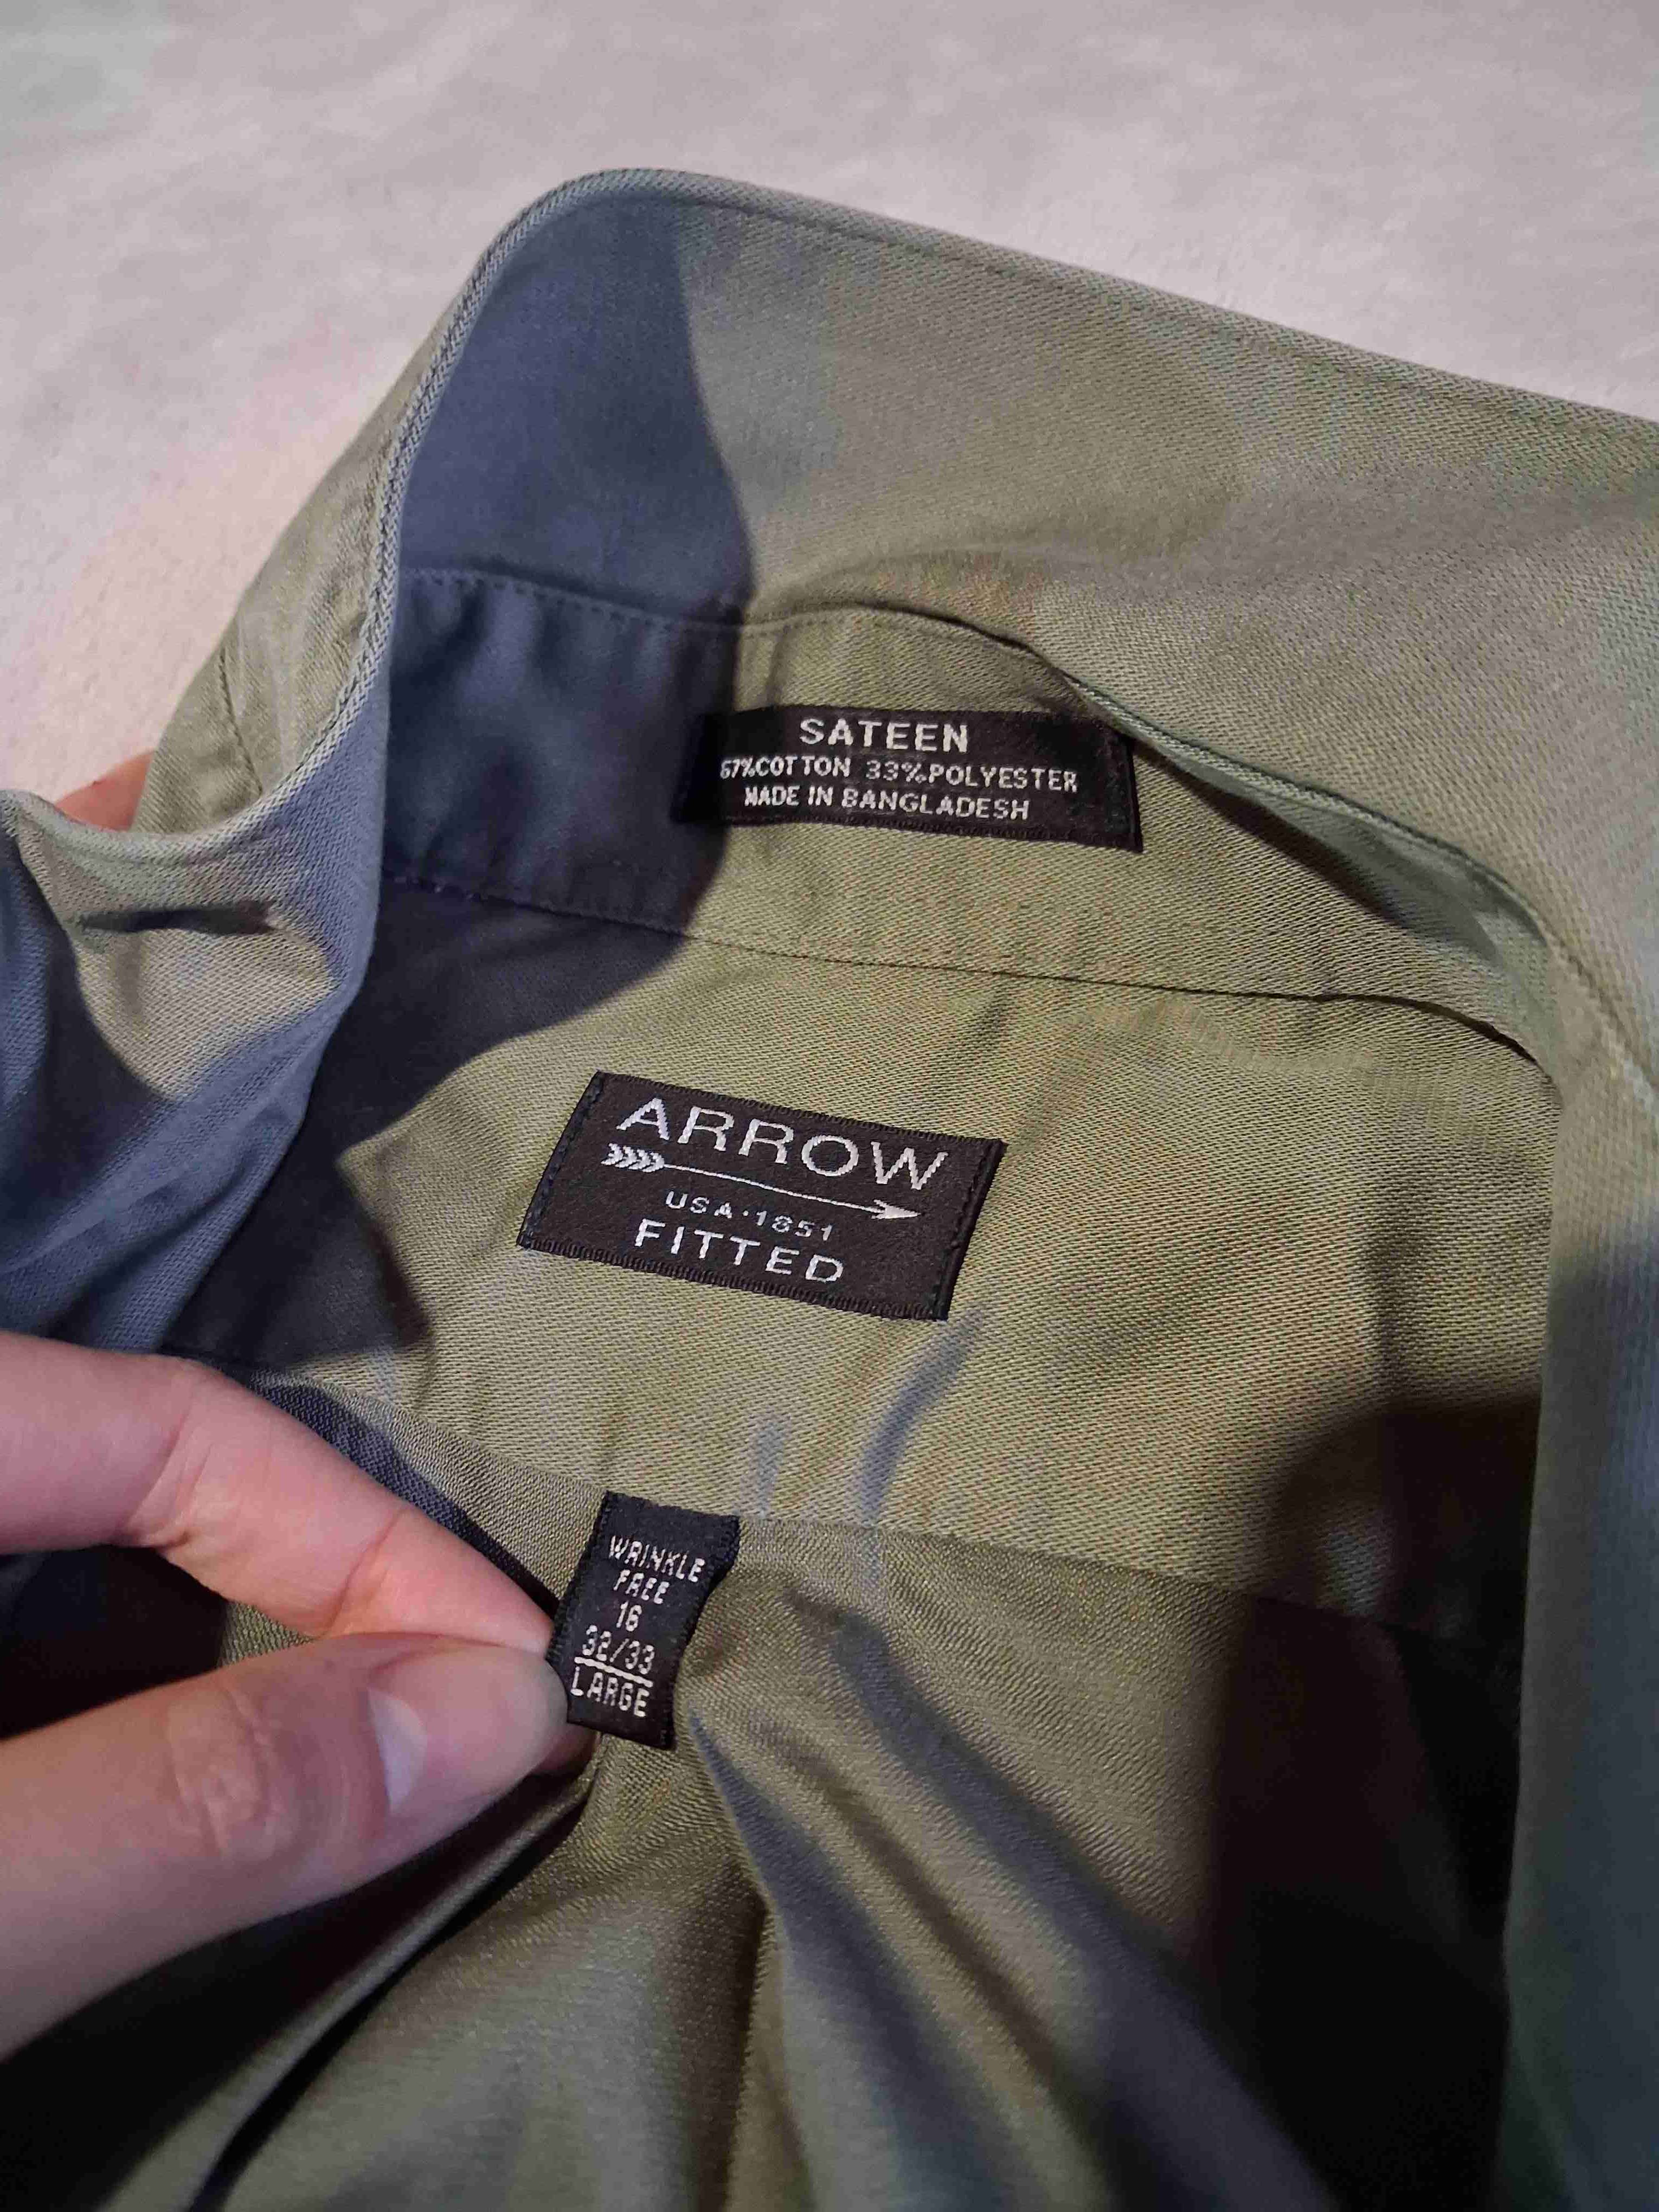 SATEEN
67%COTTON 33%POLYESTER
MADE IN BANGLADESH
ARROW
USA·1851
FITTED
WRINKLE
FREE
16
32/33
LARGE